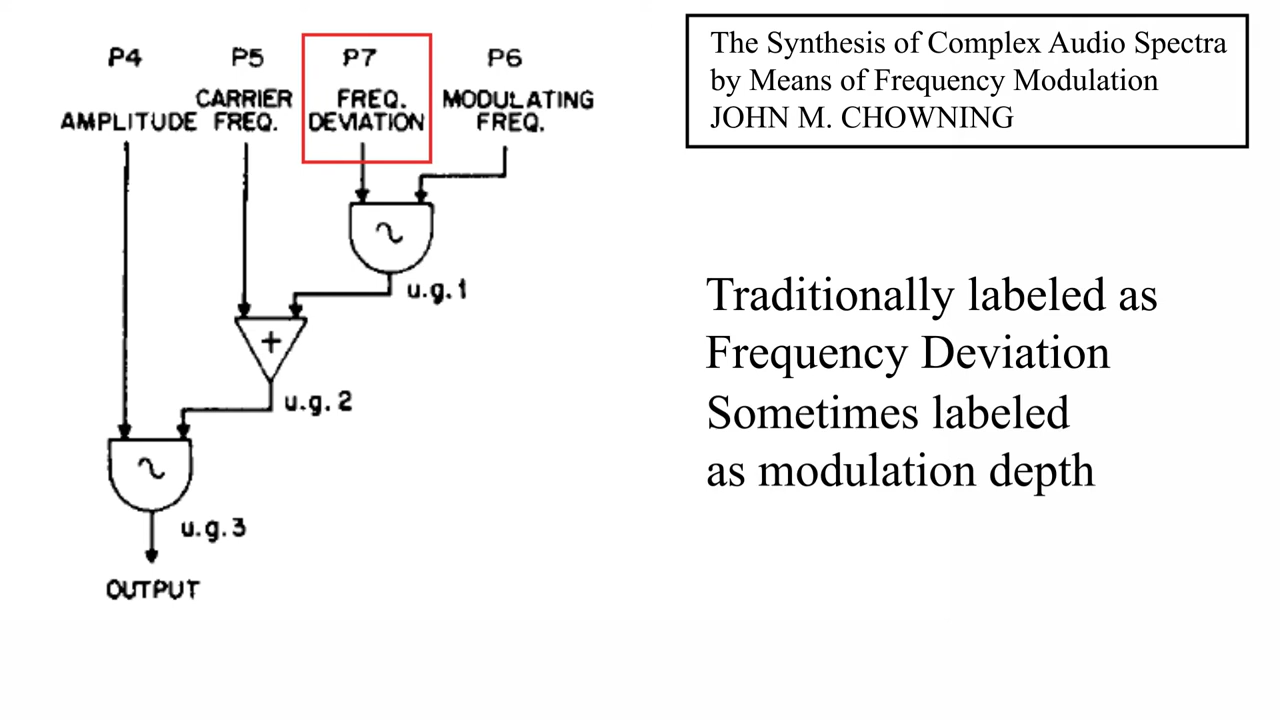 P4 P5 P7 P6
AMPLITUDE CARRIER FREQ. FREQ. DEVIATION MODULATING FREQ.
u.g.1
+
u.g.2
u.g.3
OUTPUT
The Synthesis of Complex Audio Spectra
by Means of Frequency Modulation
JOHN M. CHOWNING
Traditionally labeled as
Frequency Deviation
Sometimes labeled
as modulation depth